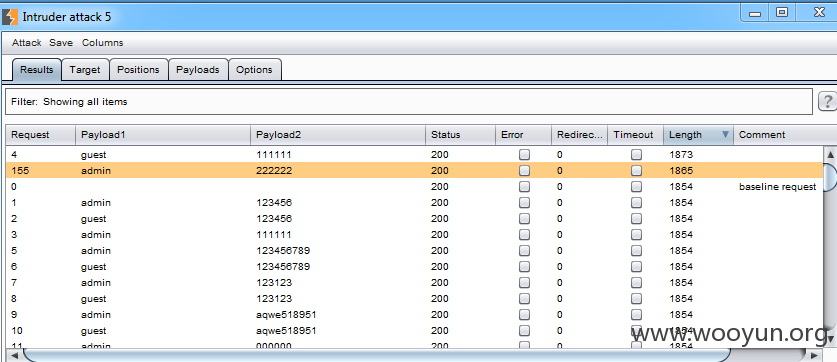 Intruder attack 5
Attack Save Columns
Results Target Positions Payloads Options
Filter: Showing all items ?
Request Payload1 Payload2 Status Error Redirec... Timeout Length Comment
4 guest 111111 200 0 1873
155 admin 222222 200 0 1865
0 200 0 1854 baseline request
1 admin 123456 200 0 1854
2 guest 123456 200 0 1854
3 admin 111111 200 0 1854
5 admin 123456789 200 0 1854
6 guest 123456789 200 0 1854
7 admin 123123 200 0 1854
8 guest 123123 200 0 1854
9 admin aqwe518951 200 0 1854
10 guest aqwe518951 200 0 1854
11 admin 000000 200 0 1854
www.wooyun.org